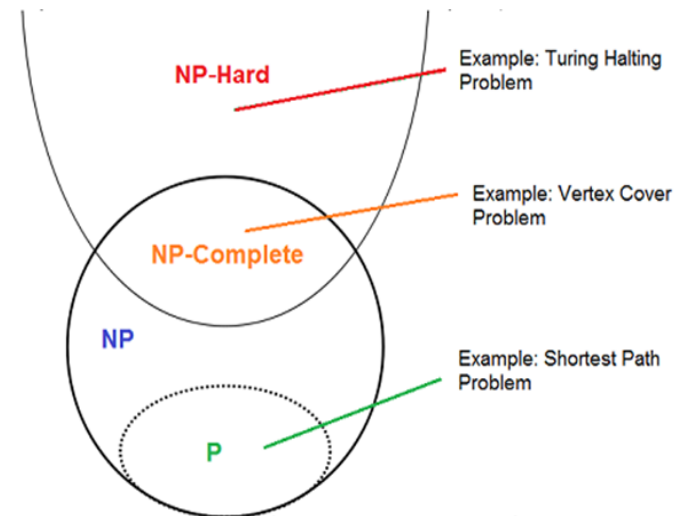 NP-Hard
Example: Turing Halting
Problem
Example: Vertex Cover
Problem
NP-Complete
NP
Example: Shortest Path
Problem
P